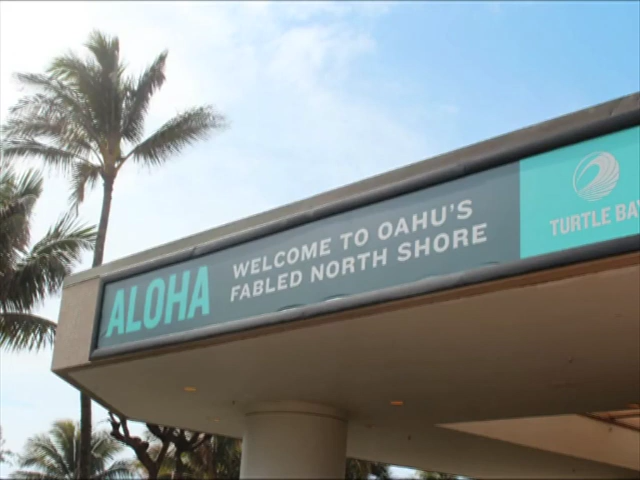 ALOHA
WELCOME TO OAHU'S
FABLED NORTH SHORE
TURTLE BAY